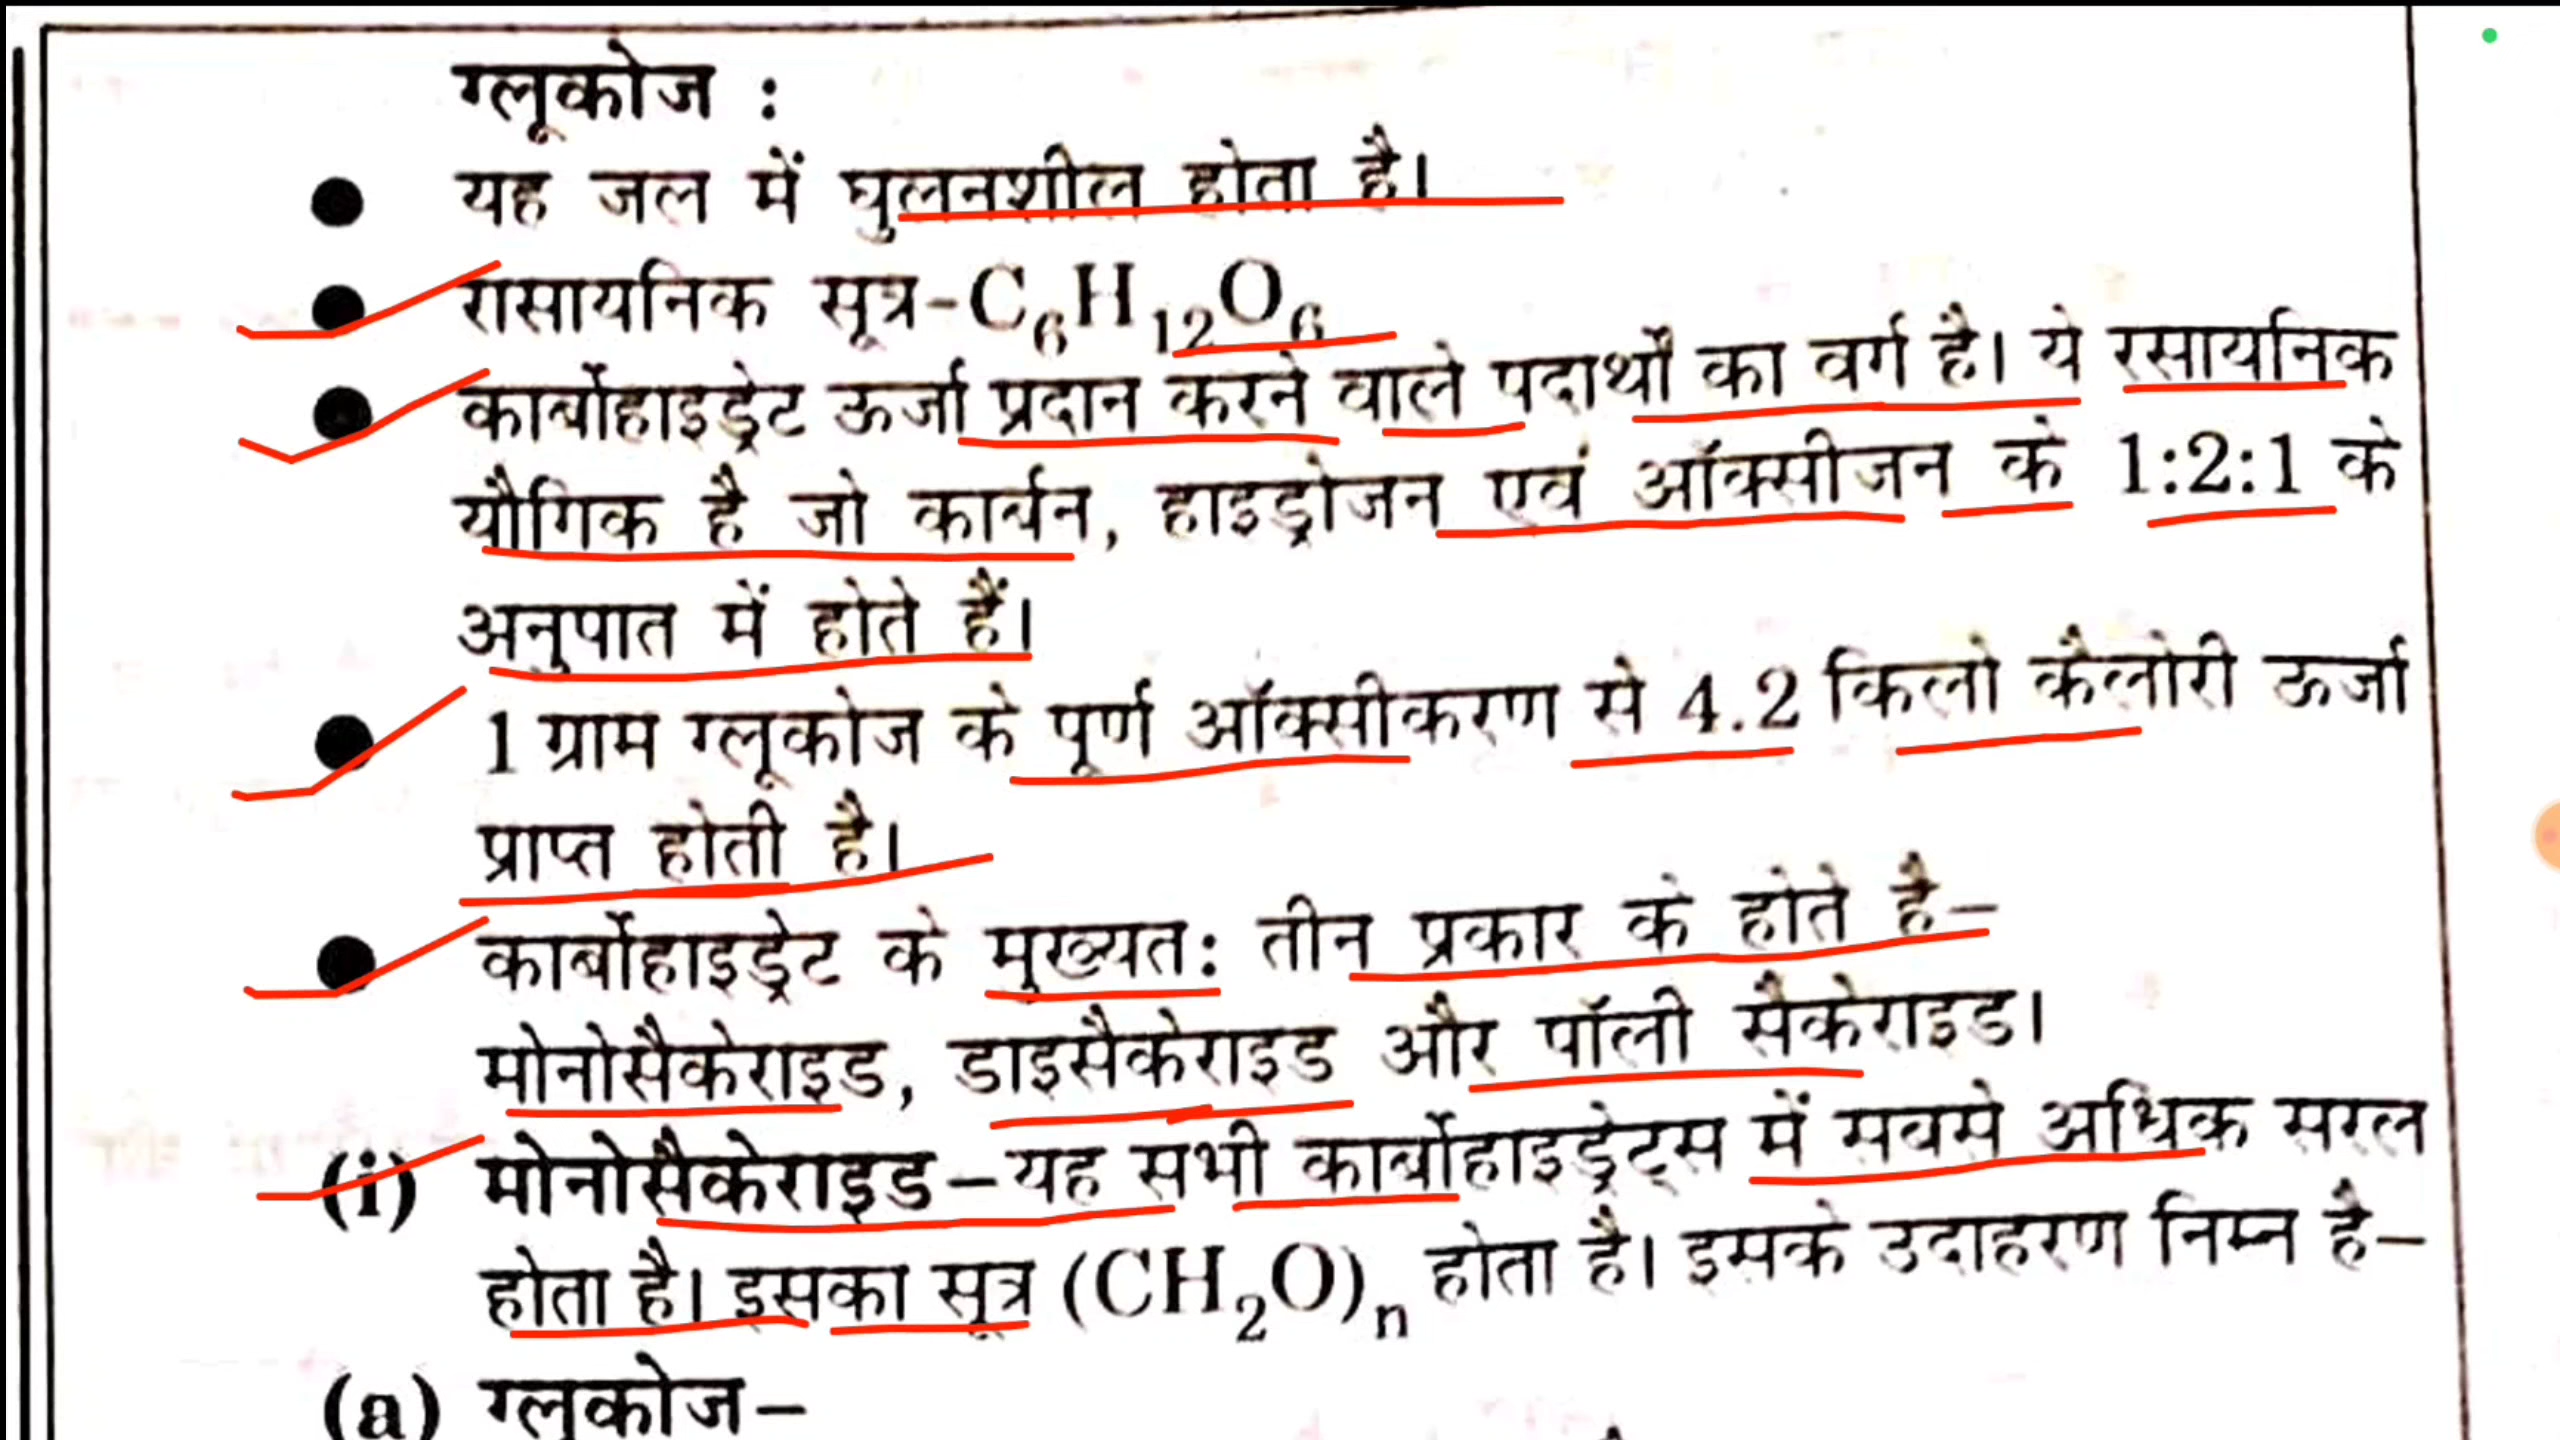 ग्लूकोज :
● यह जल में घुलनशील होता है।
● रासायनिक सूत्र-C₆H₁₂O₆
● कार्बोहाइड्रेट ऊर्जा प्रदान करने वाले पदार्थों का वर्ग है। ये रसायनिक
यौगिक है जो कार्बन, हाइड्रोजन एवं ऑक्सीजन के 1:2:1 के
अनुपात में होते हैं।
● 1 ग्राम ग्लूकोज के पूर्ण ऑक्सीकरण से 4.2 किलो कैलोरी ऊर्जा
प्राप्त होती है।
● कार्बोहाइड्रेट के मुख्यत: तीन प्रकार के होते है–
मोनोसैकेराइड, डाइसैकेराइड और पॉली सैकेराइड।
(i) मोनोसैकेराइड–यह सभी कार्बोहाइड्रेट्स में सबसे अधिक सरल
होता है। इसका सूत्र (CH₂O)ₙ होता है। इसके उदाहरण निम्न है–
(a) ग्लूकोज–